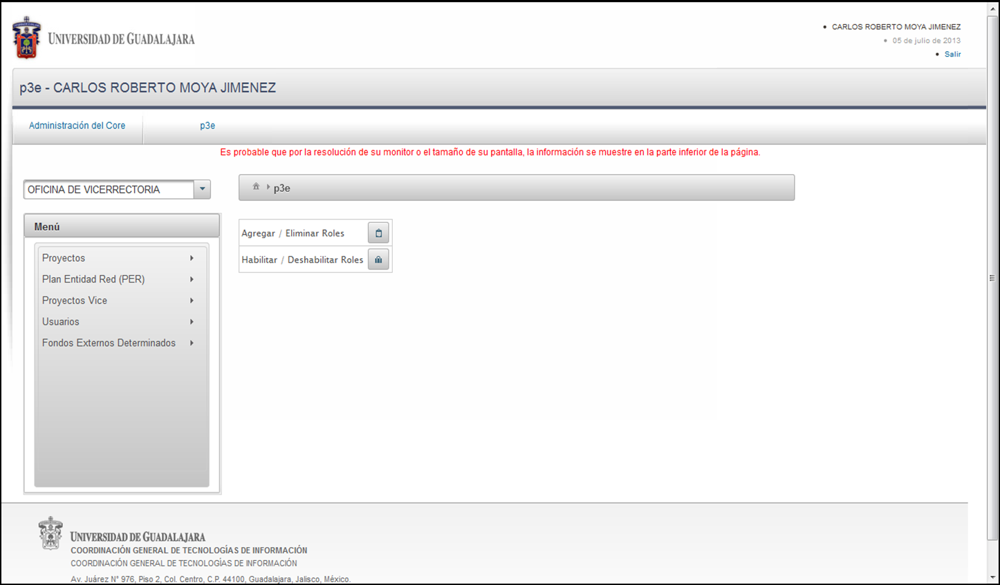 UNIVERSIDAD DE GUADALAJARA
CARLOS ROBERTO MOYA JIMENEZ
05 de julio de 2013
Salir
p3e - CARLOS ROBERTO MOYA JIMENEZ
Administración del Core
p3e
Es probable que por la resolución de su monitor o el tamaño de su pantalla, la información se muestre en la parte inferior de la página.
OFICINA DE VICERRECTORIA
p3e
Menú
Proyectos
Plan Entidad Red (PER)
Proyectos Vice
Usuarios
Fondos Externos Determinados
Agregar / Eliminar Roles
Habilitar / Deshabilitar Roles
UNIVERSIDAD DE GUADALAJARA
COORDINACIÓN GENERAL DE TECNOLOGÍAS DE INFORMACIÓN
COORDINACIÓN GENERAL DE TECNOLOGÍAS DE INFORMACIÓN
Av. Juárez N° 976, Piso 2, Col. Centro, C.P. 44100, Guadalajara, Jalisco, México.